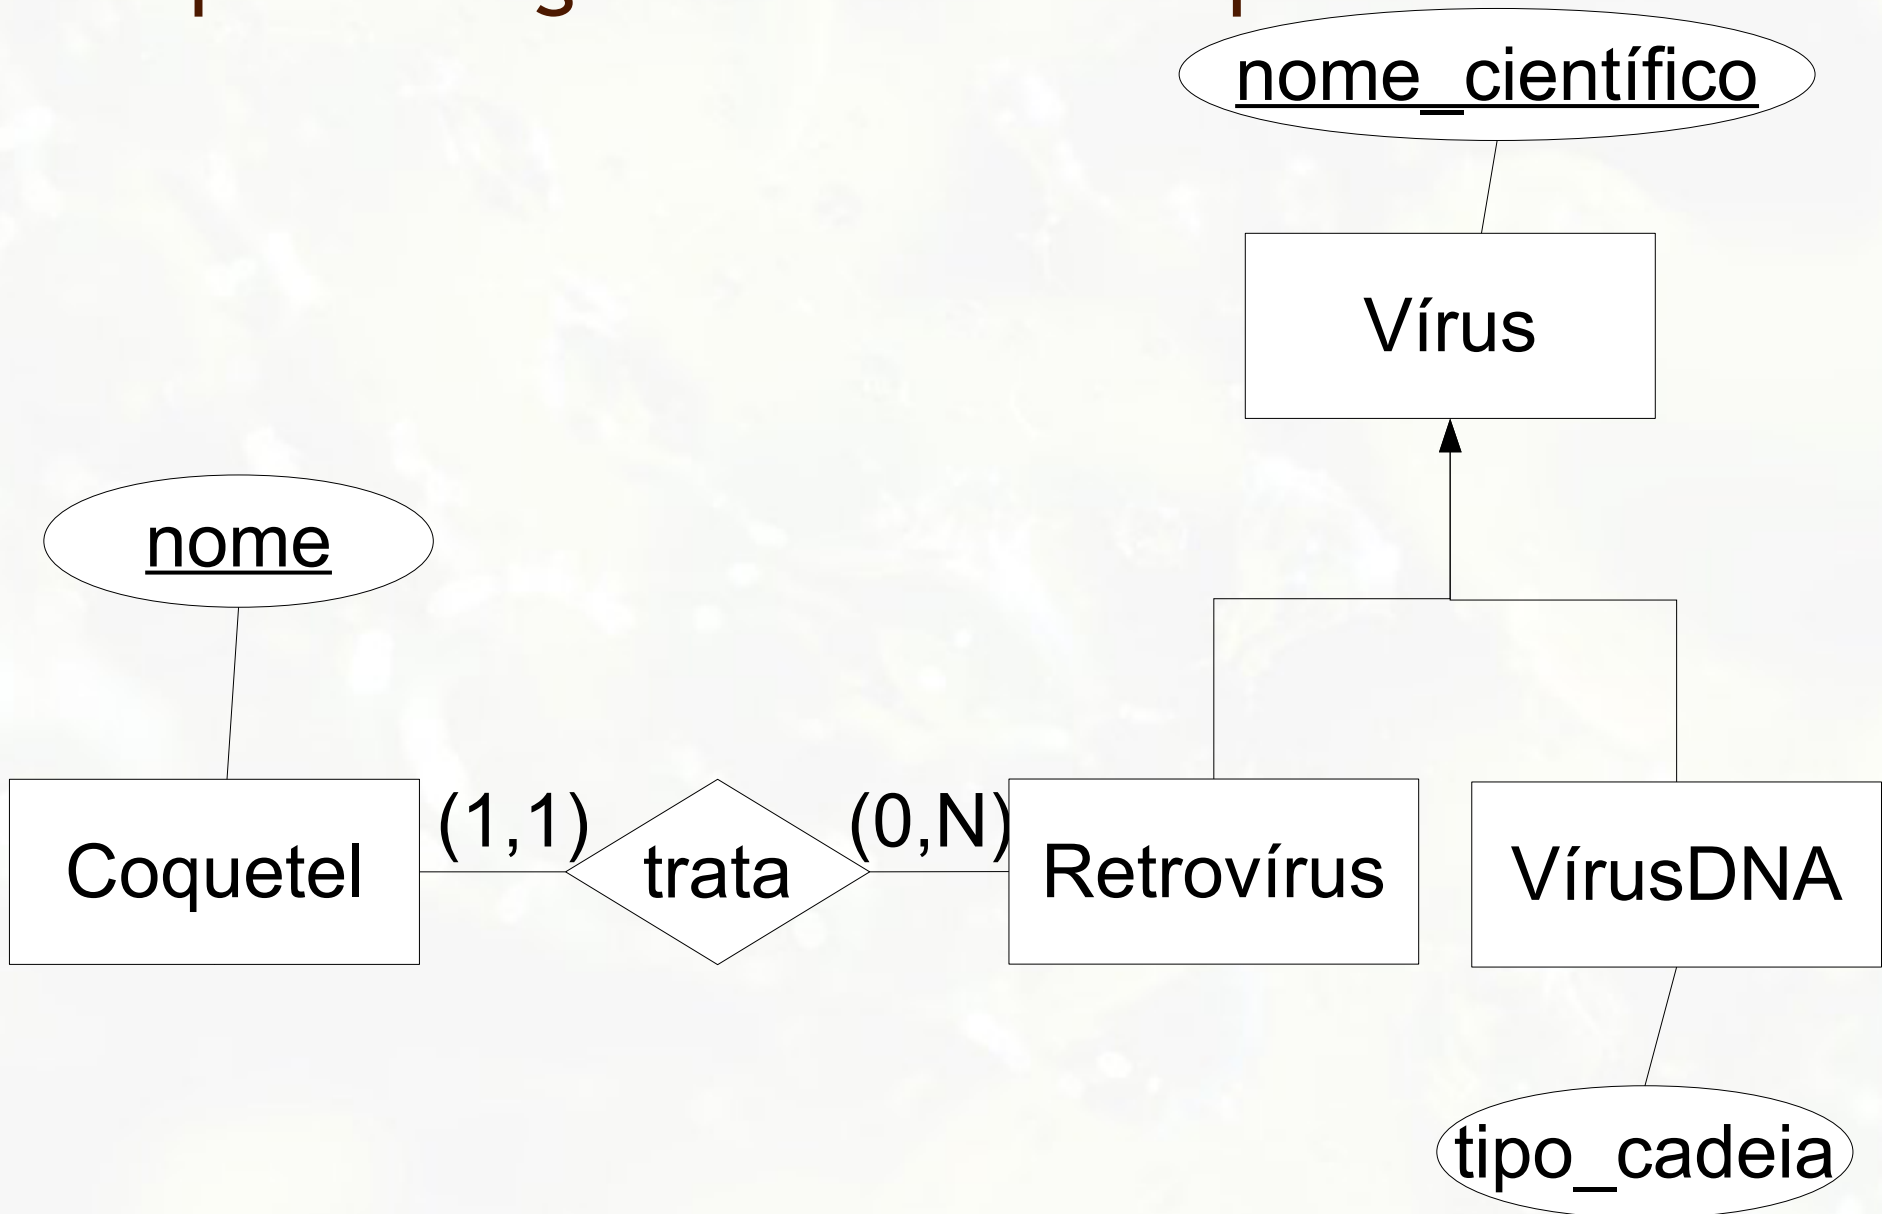 nome_científico
Vírus
nome
(1,1)
(0,N)
Coquetel
trata
Retrovírus
VírusDNA
tipo_cadeia